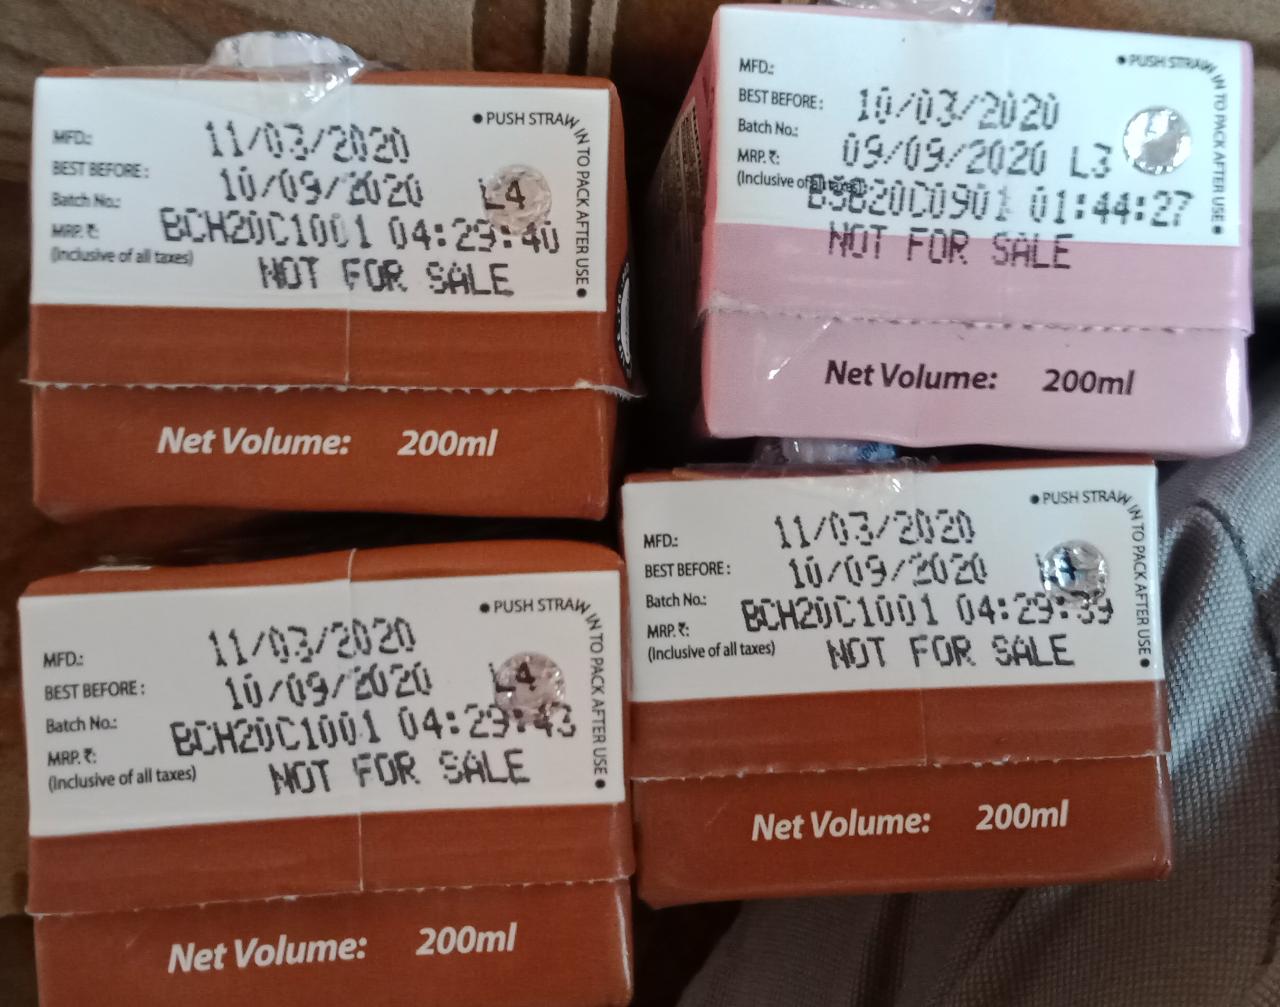 ● PUSH STRAW IN TO PACK AFTER USE ●
MFD.: 11/03/2020
BEST BEFORE : 10/09/2020 L4
Batch No.: BCH20C1001 04:29:40
MRP. ₹:
(Inclusive of all taxes)
NOT FOR SALE
Net Volume: 200ml
● PUSH STRAW IN TO PACK AFTER USE ●
MFD.:
BEST BEFORE : 10/03/2020
Batch No.: 09/09/2020 L3
MRP. ₹:
(Inclusive of all taxes) BSB20C0901 01:44:27
NOT FOR SALE
Net Volume: 200ml
● PUSH STRAW IN TO PACK AFTER USE ●
MFD.: 11/03/2020
BEST BEFORE : 10/09/2020 L4
Batch No.: BCH20C1001 04:29:43
MRP. ₹:
(Inclusive of all taxes) NOT FOR SALE
Net Volume: 200ml
● PUSH STRAW IN TO PACK AFTER USE ●
MFD.: 11/03/2020
BEST BEFORE : 10/09/2020
Batch No.: BCH20C1001 04:29:39
MRP. ₹:
(Inclusive of all taxes) NOT FOR SALE
Net Volume: 200ml